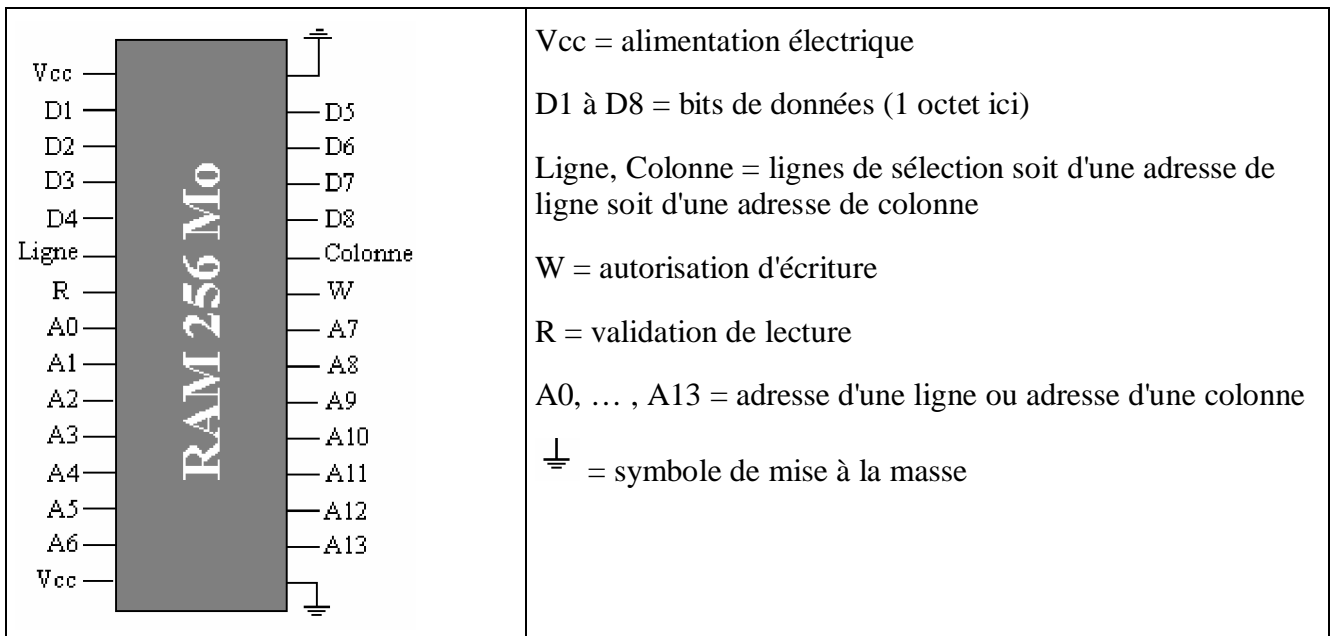 Vcc
D1
D2
D3
D4
Ligne
R
A0
A1
A2
A3
A4
A5
A6
Vcc
RAM 256 Mo
D5
D6
D7
D8
Colonne
W
A7
A8
A9
A10
A11
A12
A13
Vcc = alimentation électrique
D1 à D8 = bits de données (1 octet ici)
Ligne, Colonne = lignes de sélection soit d'une adresse de
ligne soit d'une adresse de colonne
W = autorisation d'écriture
R = validation de lecture
A0, … , A13 = adresse d'une ligne ou adresse d'une colonne
= symbole de mise à la masse